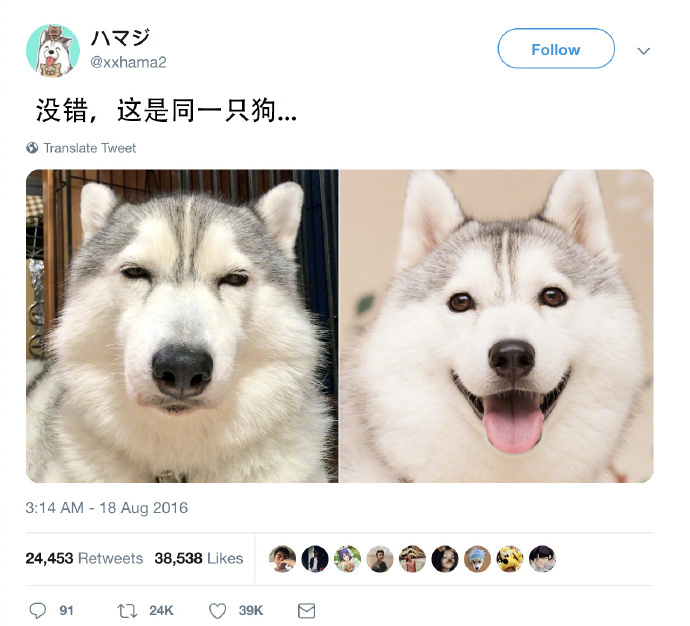 ハマジ
@xxhama2
Follow
没错，这是同一只狗...
Translate Tweet
3:14 AM - 18 Aug 2016
24,453 Retweets 38,538 Likes
91 24K 39K